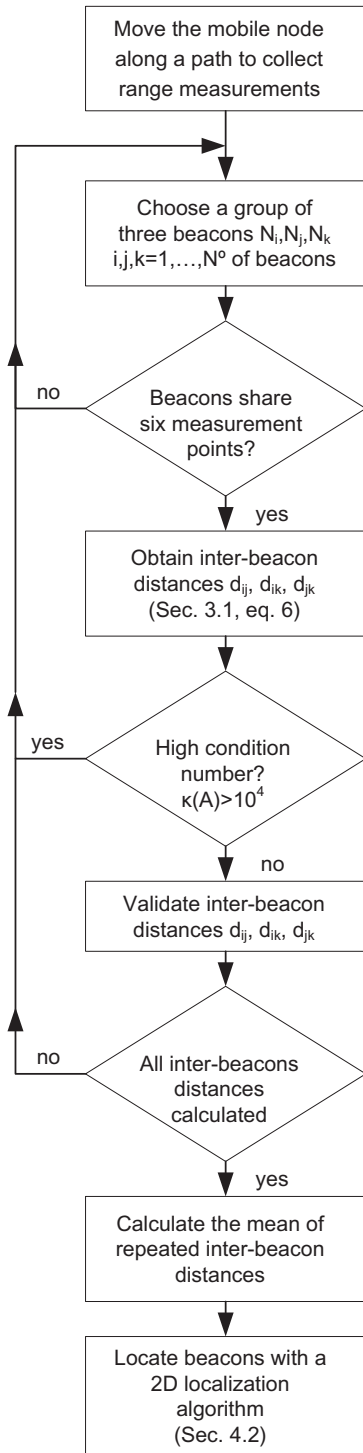 Move the mobile node
along a path to collect
range measurements
Choose a group of
three beacons Nᵢ,Nⱼ,Nₖ
i,j,k=1,…,Nº of beacons
no
Beacons share
six measurement
points?
yes
Obtain inter-beacon
distances dᵢⱼ, dᵢₖ, dⱼₖ
(Sec. 3.1, eq. 6)
yes
High condition
number?
κ(A)>10⁴
no
Validate inter-beacon
distances dᵢⱼ, dᵢₖ, dⱼₖ
no
All inter-beacons
distances
calculated
yes
Calculate the mean of
repeated inter-beacon
distances
Locate beacons with a
2D localization
algorithm
(Sec. 4.2)